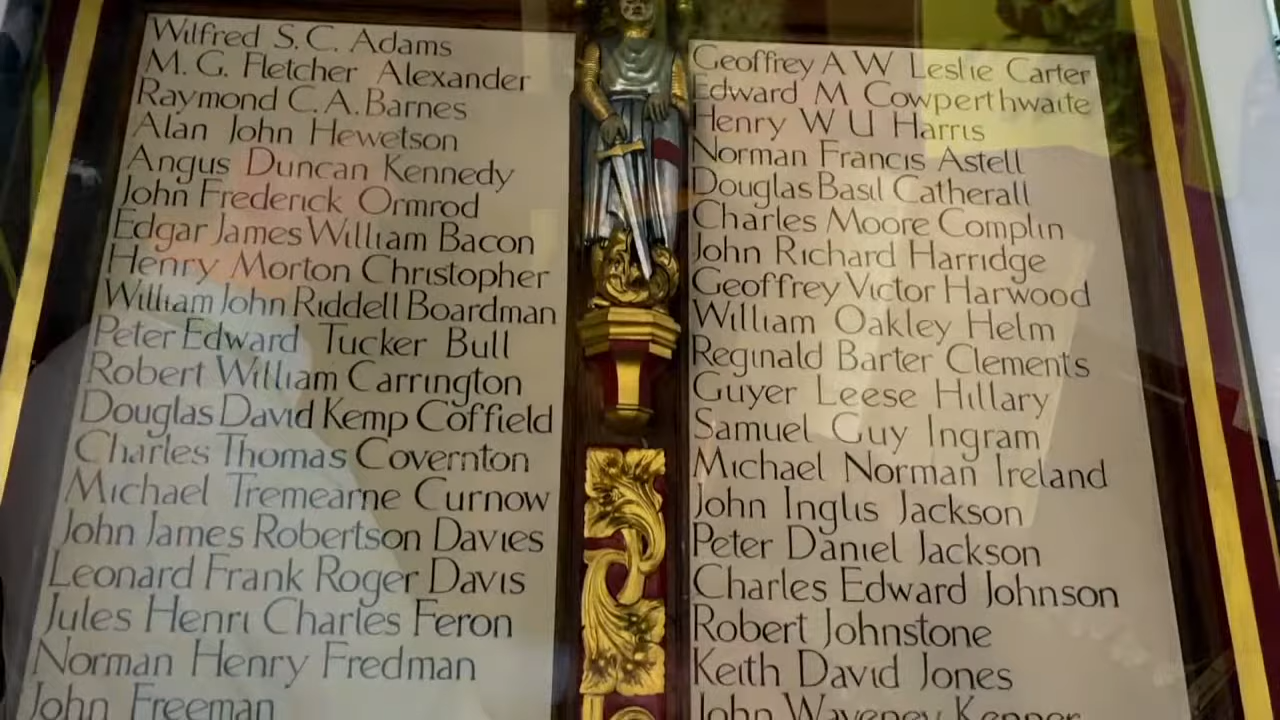 Wilfred S. C. Adams
M. G. Fletcher Alexander
Raymond C. A. Barnes
Alan John Hewetson
Angus Duncan Kennedy
John Frederick Ormrod
Edgar James William Bacon
Henry Morton Christopher
William John Riddell Boardman
Peter Edward Tucker Bull
Robert William Carrington
Douglas David Kemp Coffield
Charles Thomas Covernton
Michael Tremearne Curnow
John James Robertson Davies
Leonard Frank Roger Davis
Jules Henri Charles Feron
Norman Henry Fredman
John Freeman
Geoffrey A W Leslie Carter
Edward M Cowperthwaite
Henry W U Harris
Norman Francis Astell
Douglas Basil Catherall
Charles Moore Complin
John Richard Harridge
Geoffrey Victor Harwood
William Oakley Helm
Reginald Barter Clements
Guyer Leese Hillary
Samuel Guy Ingram
Michael Norman Ireland
John Inglis Jackson
Peter Daniel Jackson
Charles Edward Johnson
Robert Johnstone
Keith David Jones
John Waveney